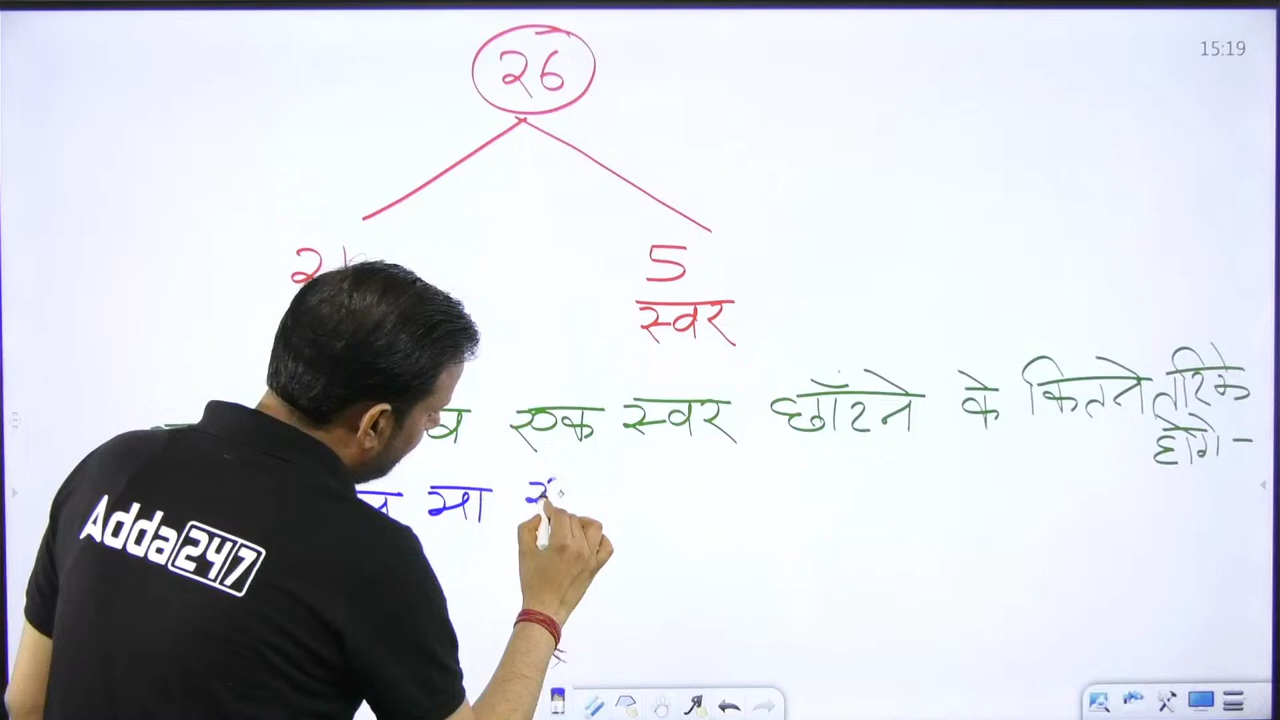 15:19
26
5
स्वर
व एक स्वर छाँटने के कितने तरिके
होंगे-
या
Adda247